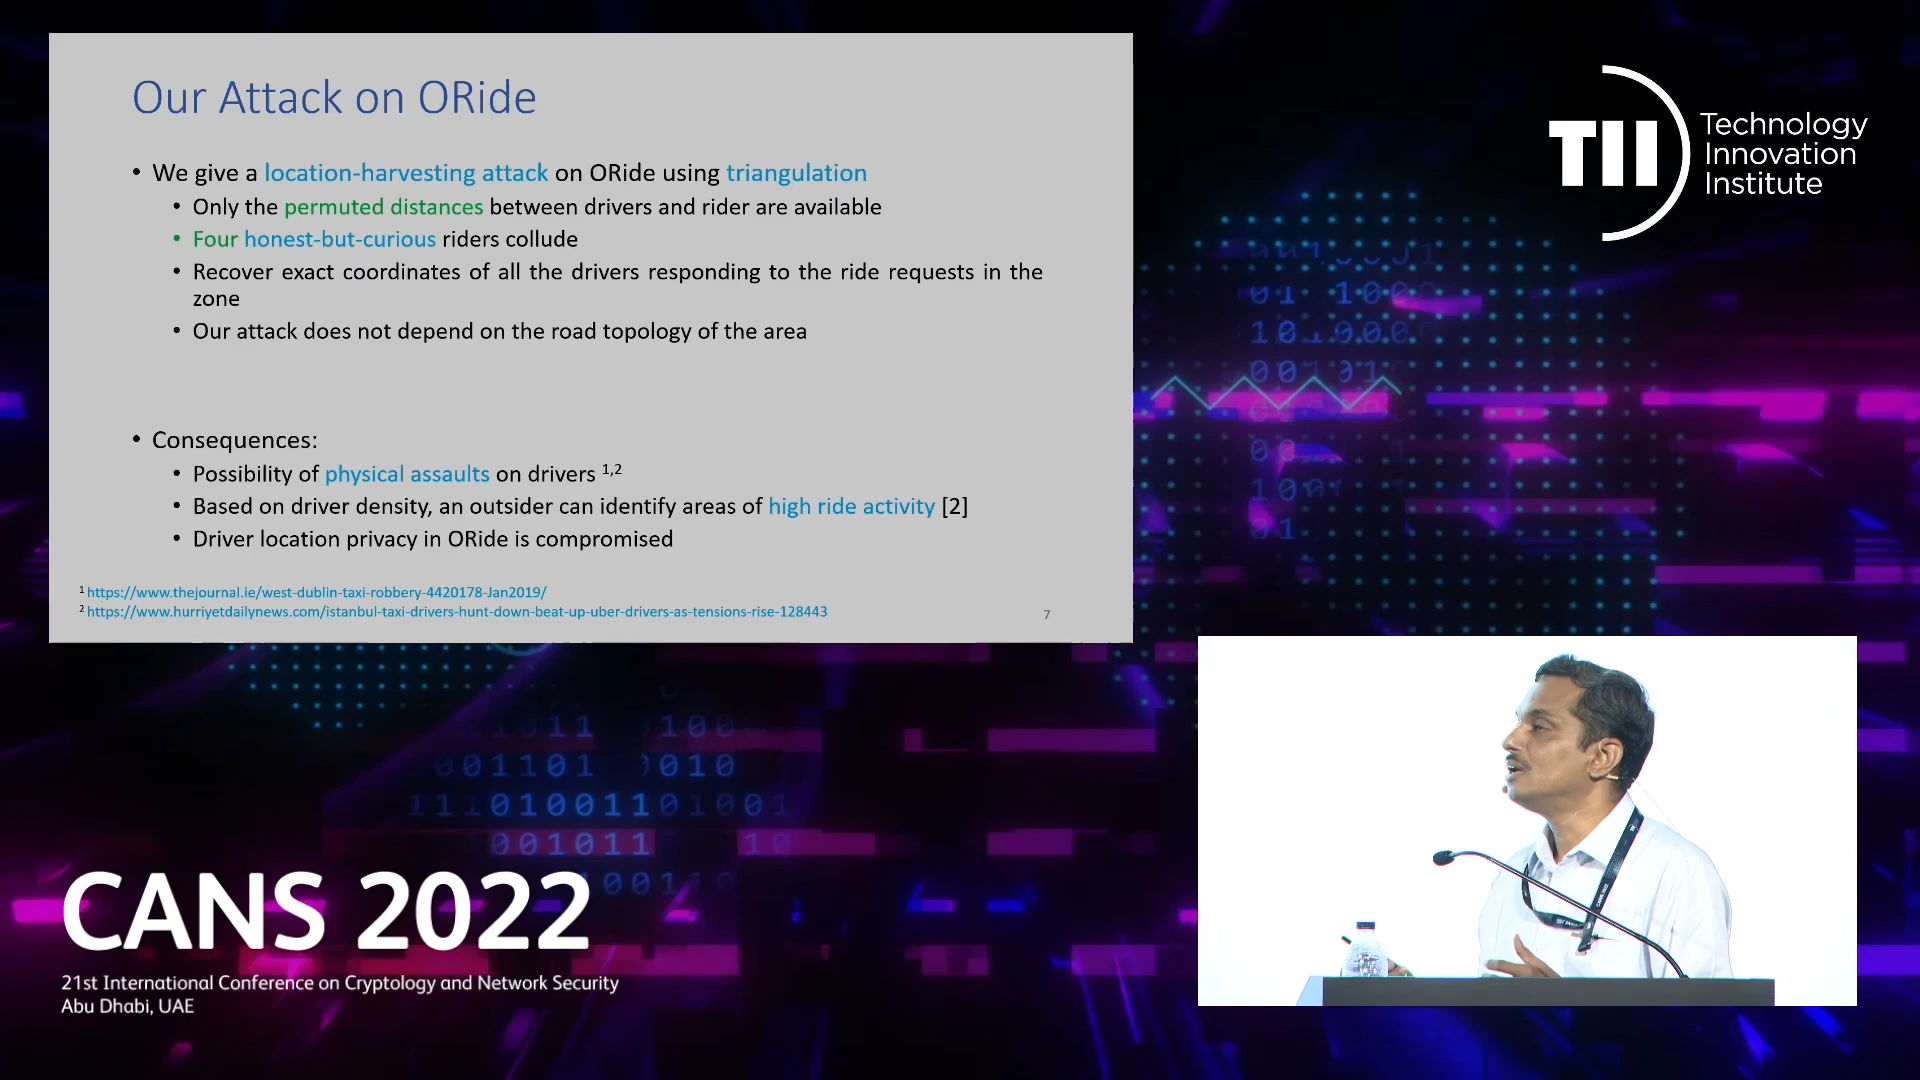 Our Attack on ORide
• We give a location-harvesting attack on ORide using triangulation
• Only the permuted distances between drivers and rider are available
• Four honest-but-curious riders collude
• Recover exact coordinates of all the drivers responding to the ride requests in the
zone
• Our attack does not depend on the road topology of the area
• Consequences:
• Possibility of physical assaults on drivers 1,2
• Based on driver density, an outsider can identify areas of high ride activity [2]
• Driver location privacy in ORide is compromised
1 https://www.thejournal.ie/west-dublin-taxi-robbery-4420178-Jan2019/
2 https://www.hurriyetdailynews.com/istanbul-taxi-drivers-hunt-down-beat-up-uber-drivers-as-tensions-rise-128443
7
TII
Technology
Innovation
Institute
CANS 2022
21st International Conference on Cryptology and Network Security
Abu Dhabi, UAE